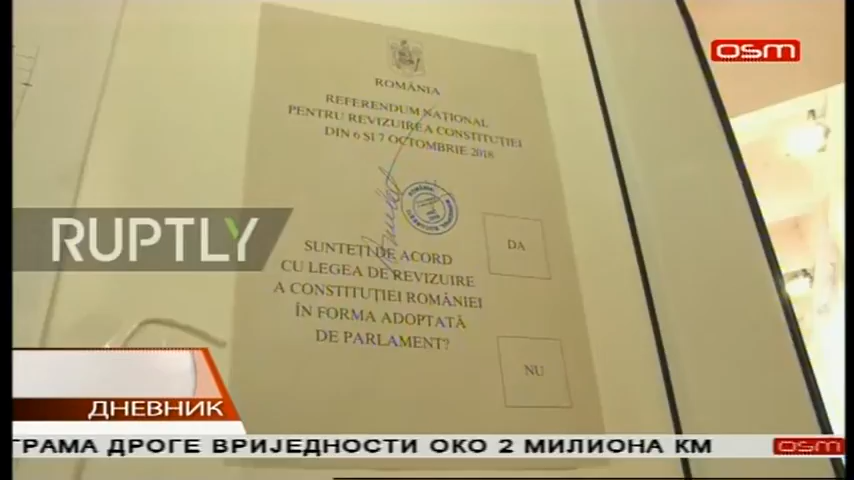 OSM
ROMÂNIA
REFERENDUM NAȚIONAL
PENTRU REVIZUIREA CONSTITUȚIEI
DIN 6 ȘI 7 OCTOMBRIE 2018
RUPTLY
SUNTEȚI DE ACORD
CU LEGEA DE REVIZUIRE
A CONSTITUȚIEI ROMÂNIEI
ÎN FORMA ADOPTATĂ
DE PARLAMENT?
DA
NU
ДНЕВНИК
ГРАМА ДРОГЕ ВРИЈЕДНОСТИ ОКО 2 МИЛИОНА КМ
OSM